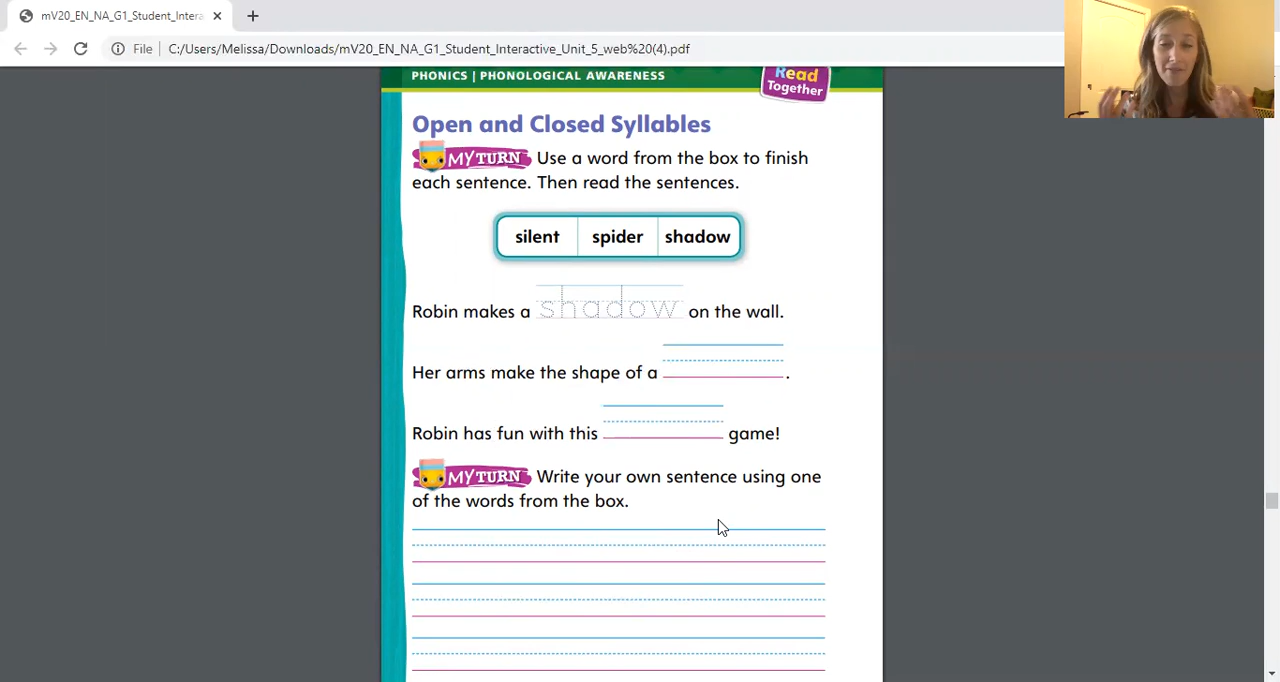 mV20_EN_NA_G1_Student_Intera
File C:/Users/Melissa/Downloads/mV20_EN_NA_G1_Student_Interactive_Unit_5_web%20(4).pdf
PHONICS | PHONOLOGICAL AWARENESS
Read
Together
Open and Closed Syllables
MY TURN Use a word from the box to finish
each sentence. Then read the sentences.
silent spider shadow
Robin makes a shadow on the wall.
Her arms make the shape of a .
Robin has fun with this game!
MY TURN Write your own sentence using one
of the words from the box.